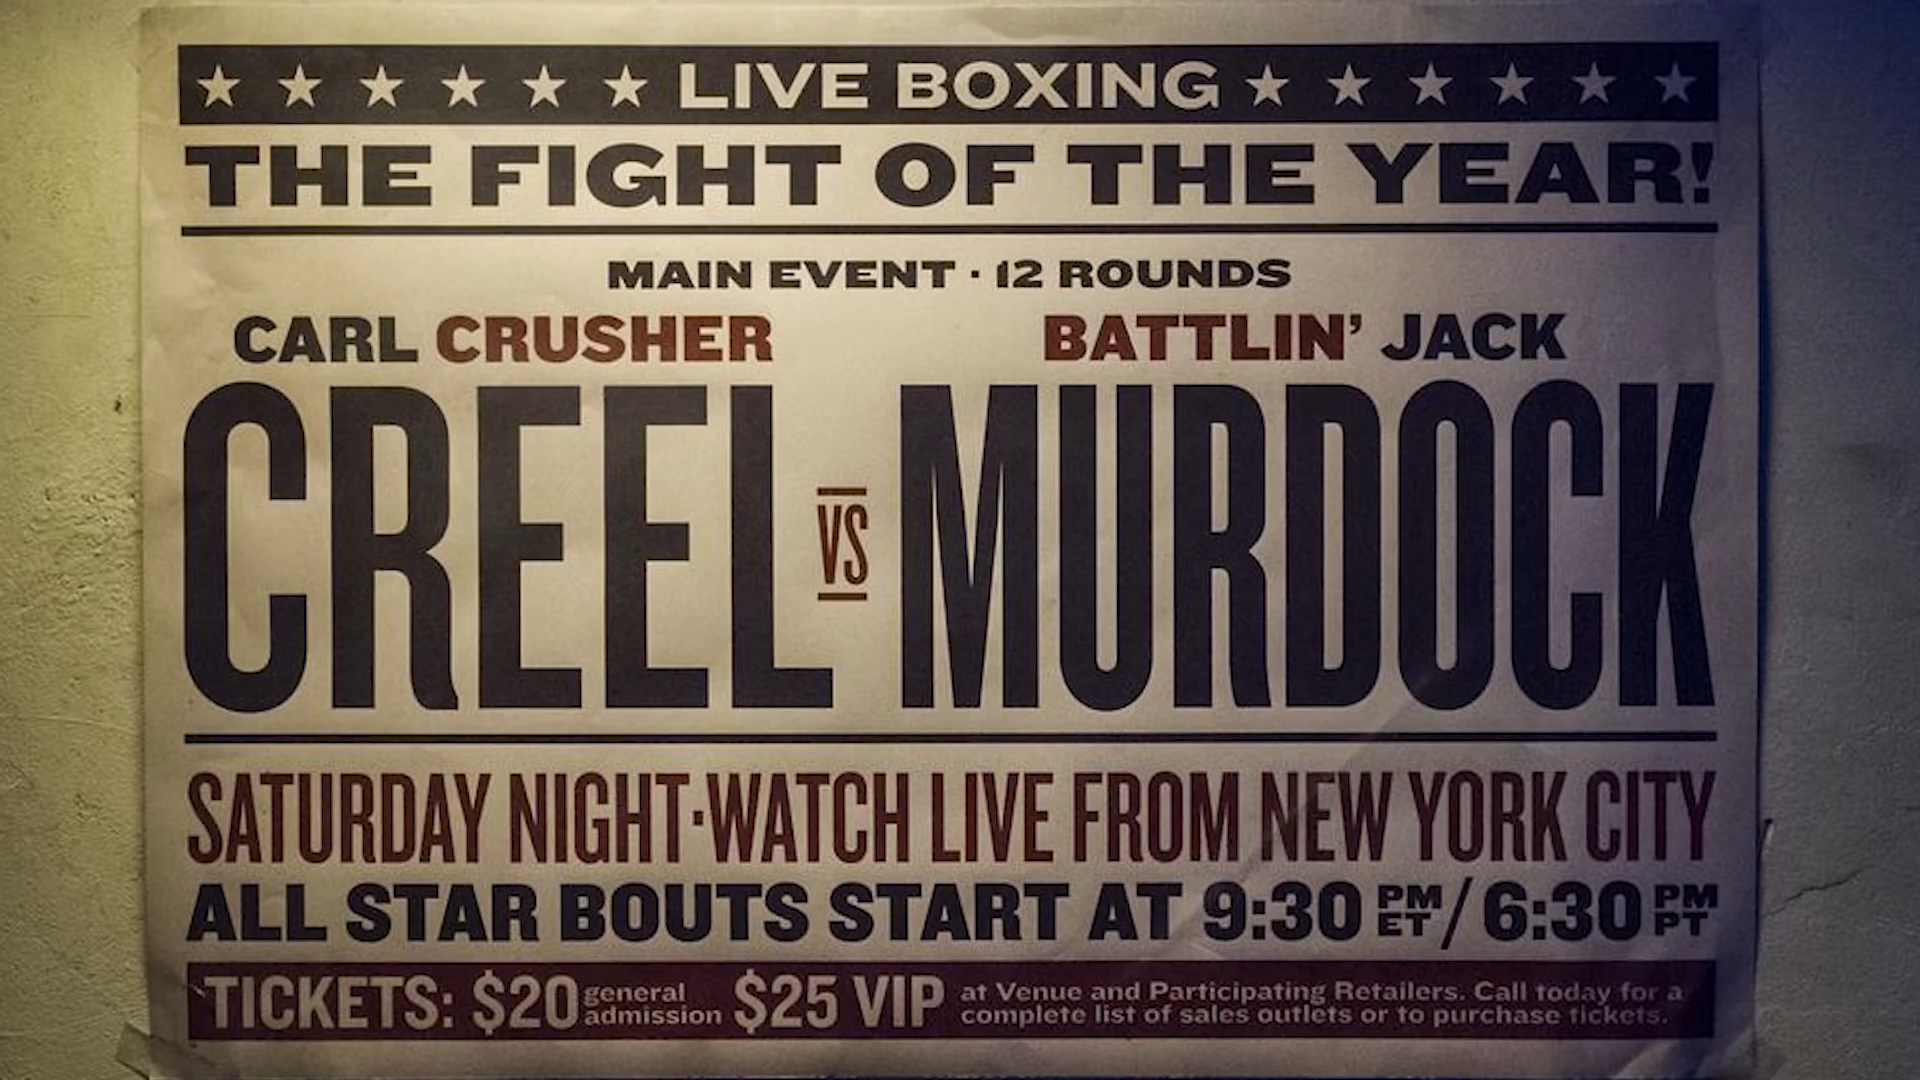 ★ ★ ★ ★ ★ ★ LIVE BOXING ★ ★ ★ ★ ★ ★
THE FIGHT OF THE YEAR!
MAIN EVENT · 12 ROUNDS
CARL CRUSHER
CREEL
VS
BATTLIN' JACK
MURDOCK
SATURDAY NIGHT·WATCH LIVE FROM NEW YORK CITY
ALL STAR BOUTS START AT 9:30 PM ET / 6:30 PM PT
TICKETS: $20 general admission $25 VIP at Venue and Participating Retailers. Call today for a
complete list of sales outlets or to purchase tickets.